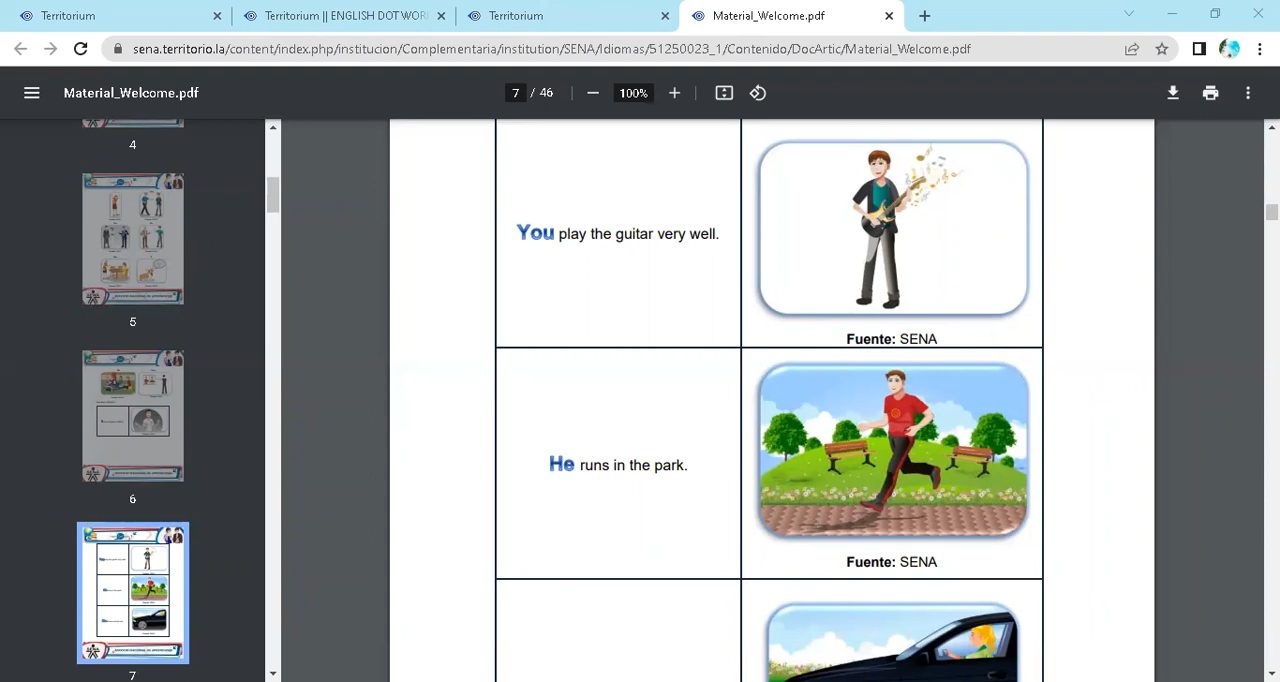 Territorium
Territorium || ENGLISH DOT WOR
Territorium
Material_Welcome.pdf
sena.territorio.la/content/index.php/institucion/Complementaria/institution/SENA/Idiomas/51250023_1/Contenido/DocArtic/Material_Welcome.pdf
Material_Welcome.pdf
7 / 46
100%
4
5
6
7
You play the guitar very well.
Fuente: SENA
He runs in the park.
Fuente: SENA